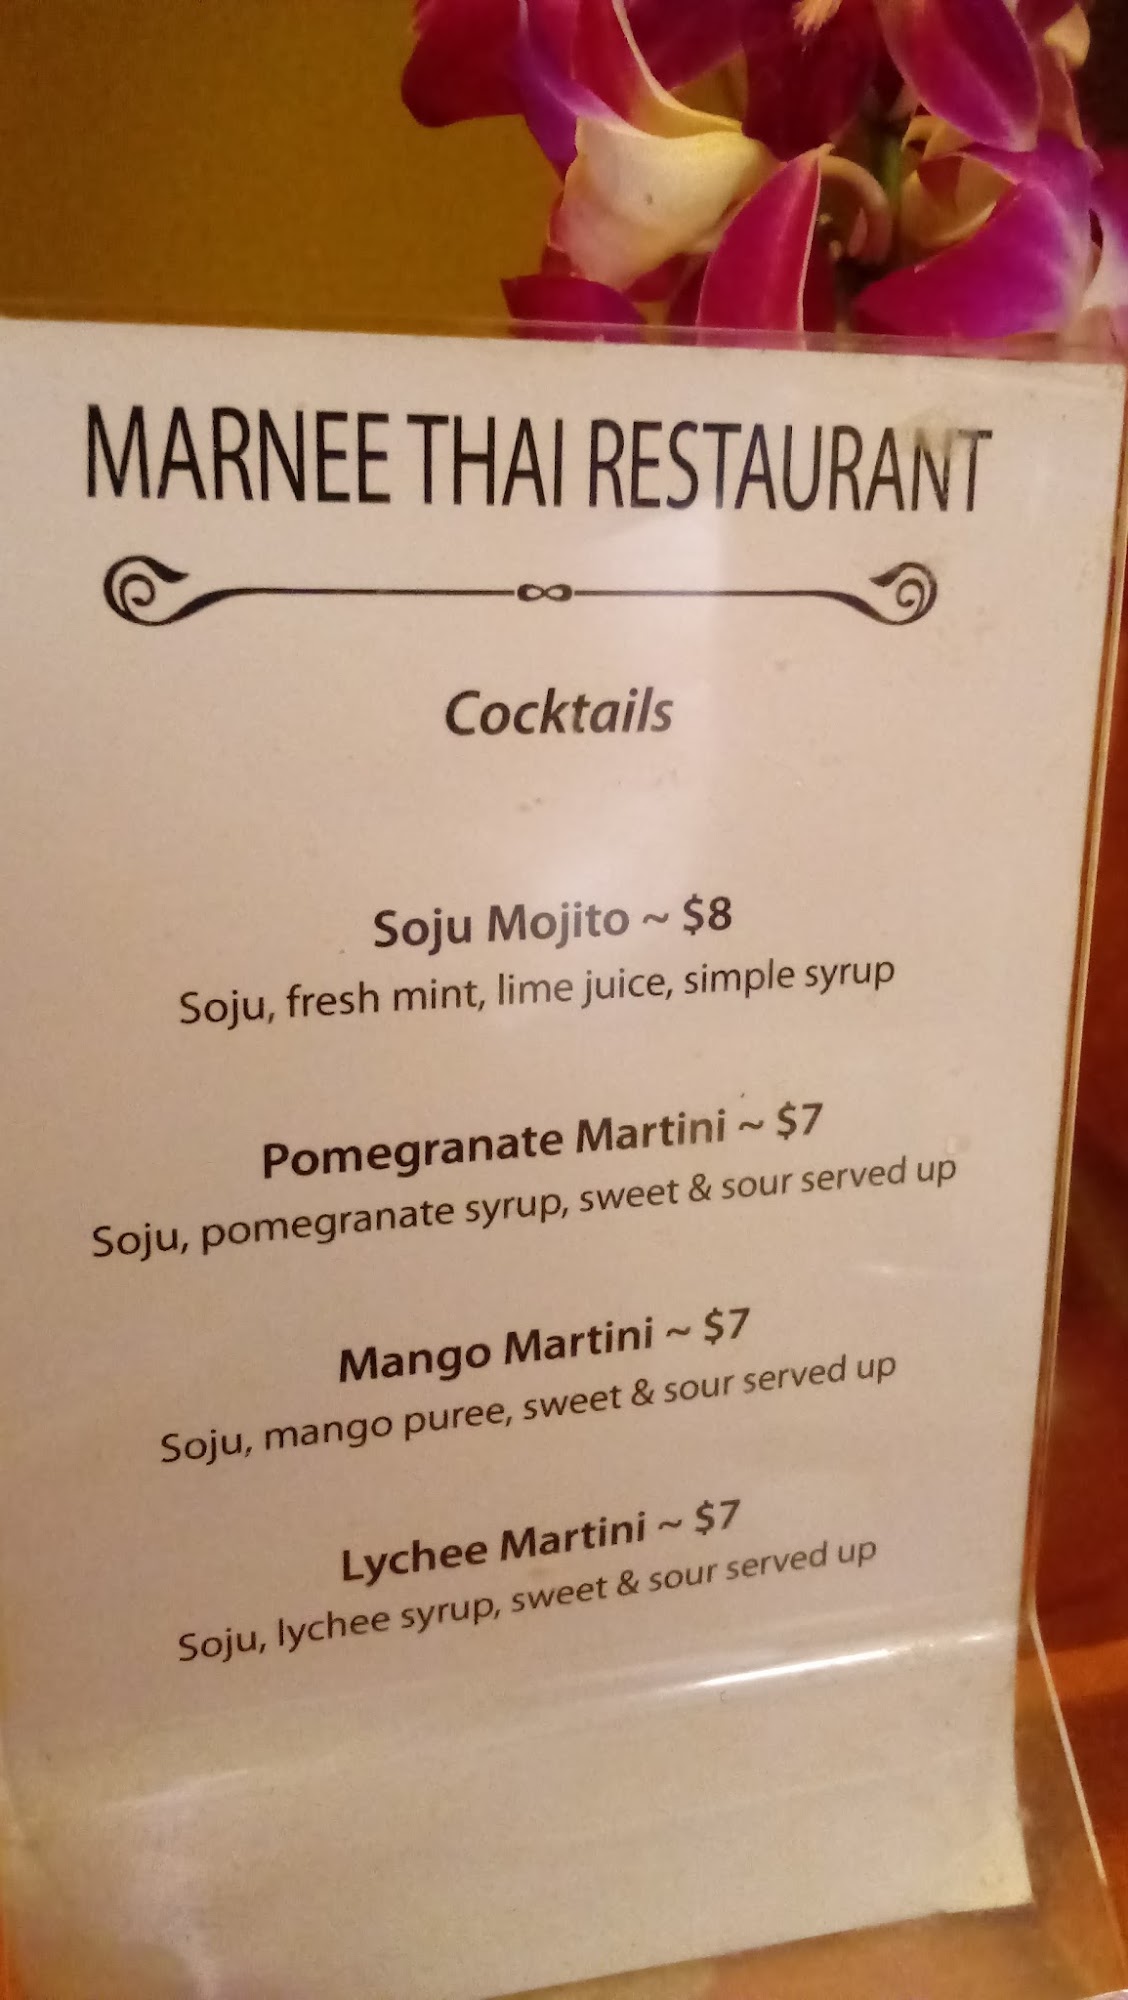 MARNEE THAI RESTAURANT
Cocktails
Soju Mojito ~ $8
Soju, fresh mint, lime juice, simple syrup
Pomegranate Martini ~ $7
Soju, pomegranate syrup, sweet & sour served up
Mango Martini ~ $7
Soju, mango puree, sweet & sour served up
Lychee Martini ~ $7
Soju, lychee syrup, sweet & sour served up